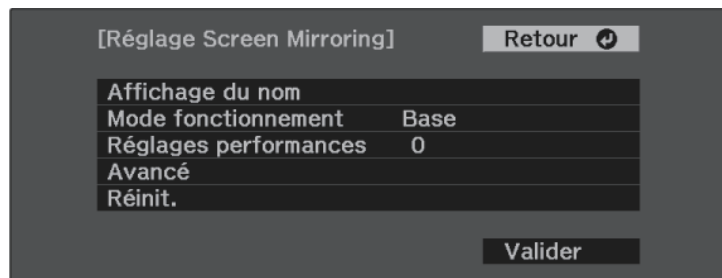 [Réglage Screen Mirroring]
Retour
Affichage du nom
Mode fonctionnement Base
Réglages performances 0
Avancé
Réinit.
Valider